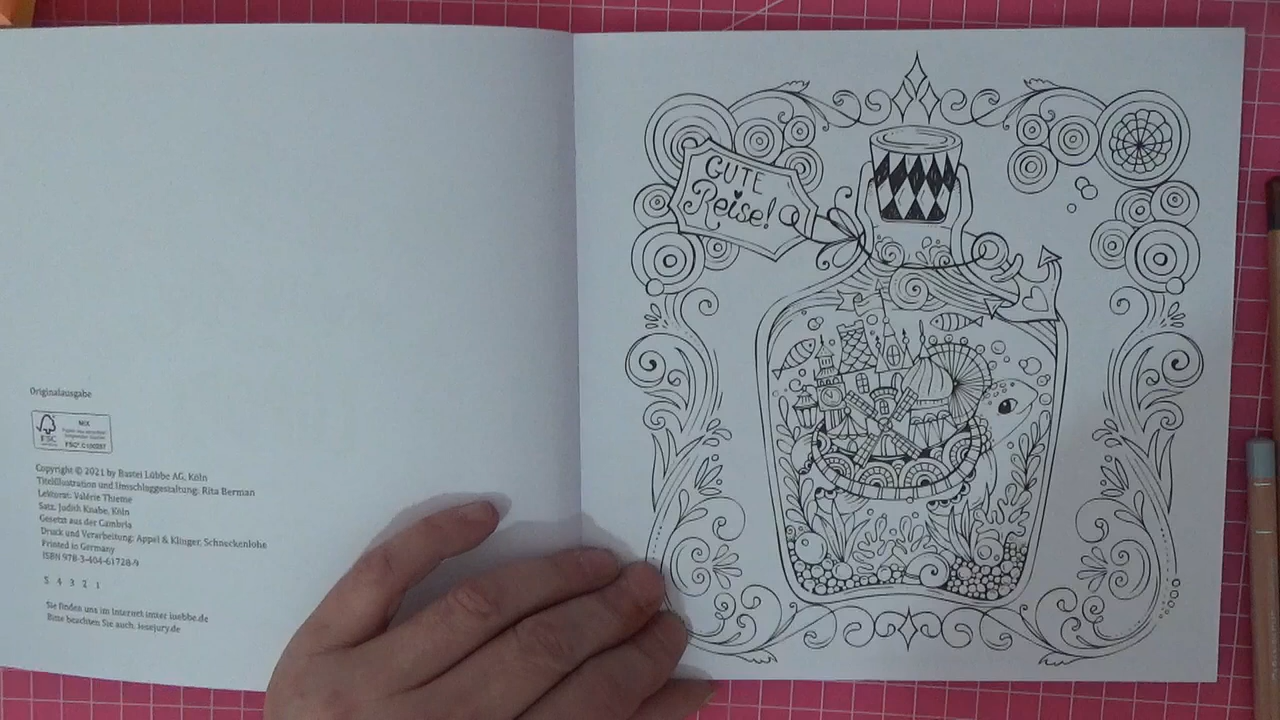 Originalausgabe
MIX
FSC
FSC® C100287
Copyright © 2021 by Bastei Lübbe AG, Köln
Titelillustration und Umschlaggestaltung: Rita Berman
Lektorat: Valérie Thieme
Satz: Judith Knabe, Köln
Gesetzt aus der Cambria
Druck und Verarbeitung: Appel & Klinger, Schneckenlohe
Printed in Germany
ISBN 978-3-404-61728-9
5 4 3 2 1
Sie finden uns im Internet unter luebbe.de
Bitte beachten Sie auch: lesejury.de
GUTE
Reise!